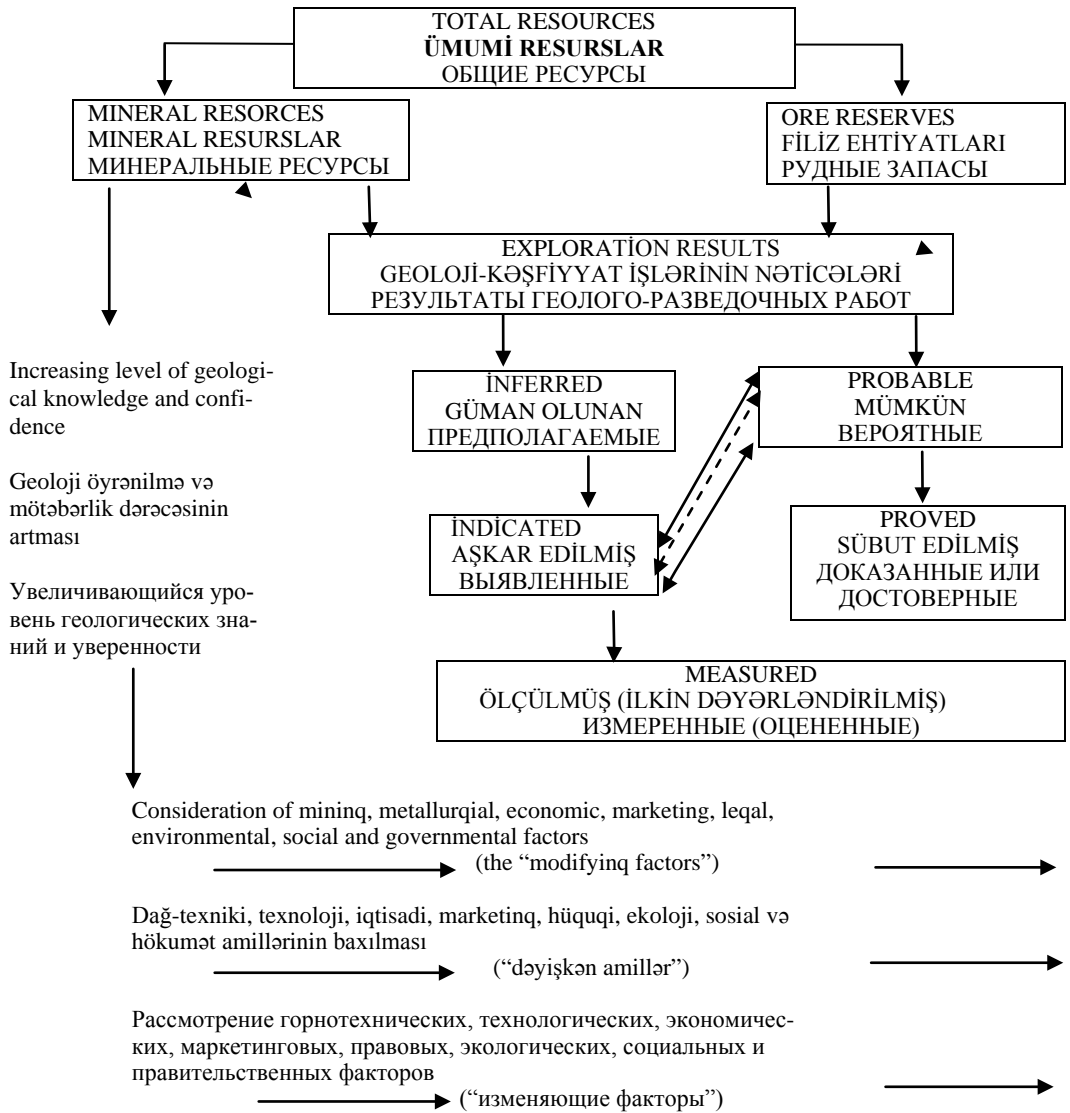 TOTAL RESOURCES
ÜMUMİ RESURSLAR
ОБЩИЕ РЕСУРСЫ
MINERAL RESORCES
MINERAL RESURSLAR
МИНЕРАЛЬНЫЕ РЕСУРСЫ
ORE RESERVES
FİLİZ EHTİYATLARI
РУДНЫЕ ЗАПАСЫ
EXPLORATİON RESULTS
GEOLOJİ-KƏŞFİYYAT İŞLƏRİNİN NƏTİCƏLƏRİ
РЕЗУЛЬТАТЫ ГЕОЛОГО-РАЗВЕДОЧНЫХ РАБОТ
Increasing level of geologi-
cal knowledge and confi-
dence
Geoloji öyrənilmə və
mötəbərlik dərəcəsinin
artması
Увеличивающийся уро-
вень геологических зна-
ний и уверенности
İNFERRED
GÜMAN OLUNAN
ПРЕДПОЛАГАЕМЫЕ
PROBABLE
MÜMKÜN
ВЕРОЯТНЫЕ
İNDİCATED
AŞKAR EDİLMİŞ
ВЫЯВЛЕННЫЕ
PROVED
SÜBUT EDİLMİŞ
ДОКАЗАННЫЕ ИЛИ
ДОСТОВЕРНЫЕ
MEASURED
ÖLÇÜLMÜŞ (İLKİN DƏYƏRLƏNDİRİLMİŞ)
ИЗМЕРЕННЫЕ (ОЦЕНЕННЫЕ)
Consideration of mininq, metallurqial, economic, marketing, leqal,
environmental, social and governmental factors
(the “modifyinq factors”)
Dağ-texniki, texnoloji, iqtisadi, marketinq, hüquqi, ekoloji, sosial və
hökumət amillərinin baxılması
(“dəyişkən amillər”)
Рассмотрение горнотехнических, технологических, экономичес-
ких, маркетинговых, правовых, экологических, социальных и
правительственных факторов
(“изменяющие факторы”)